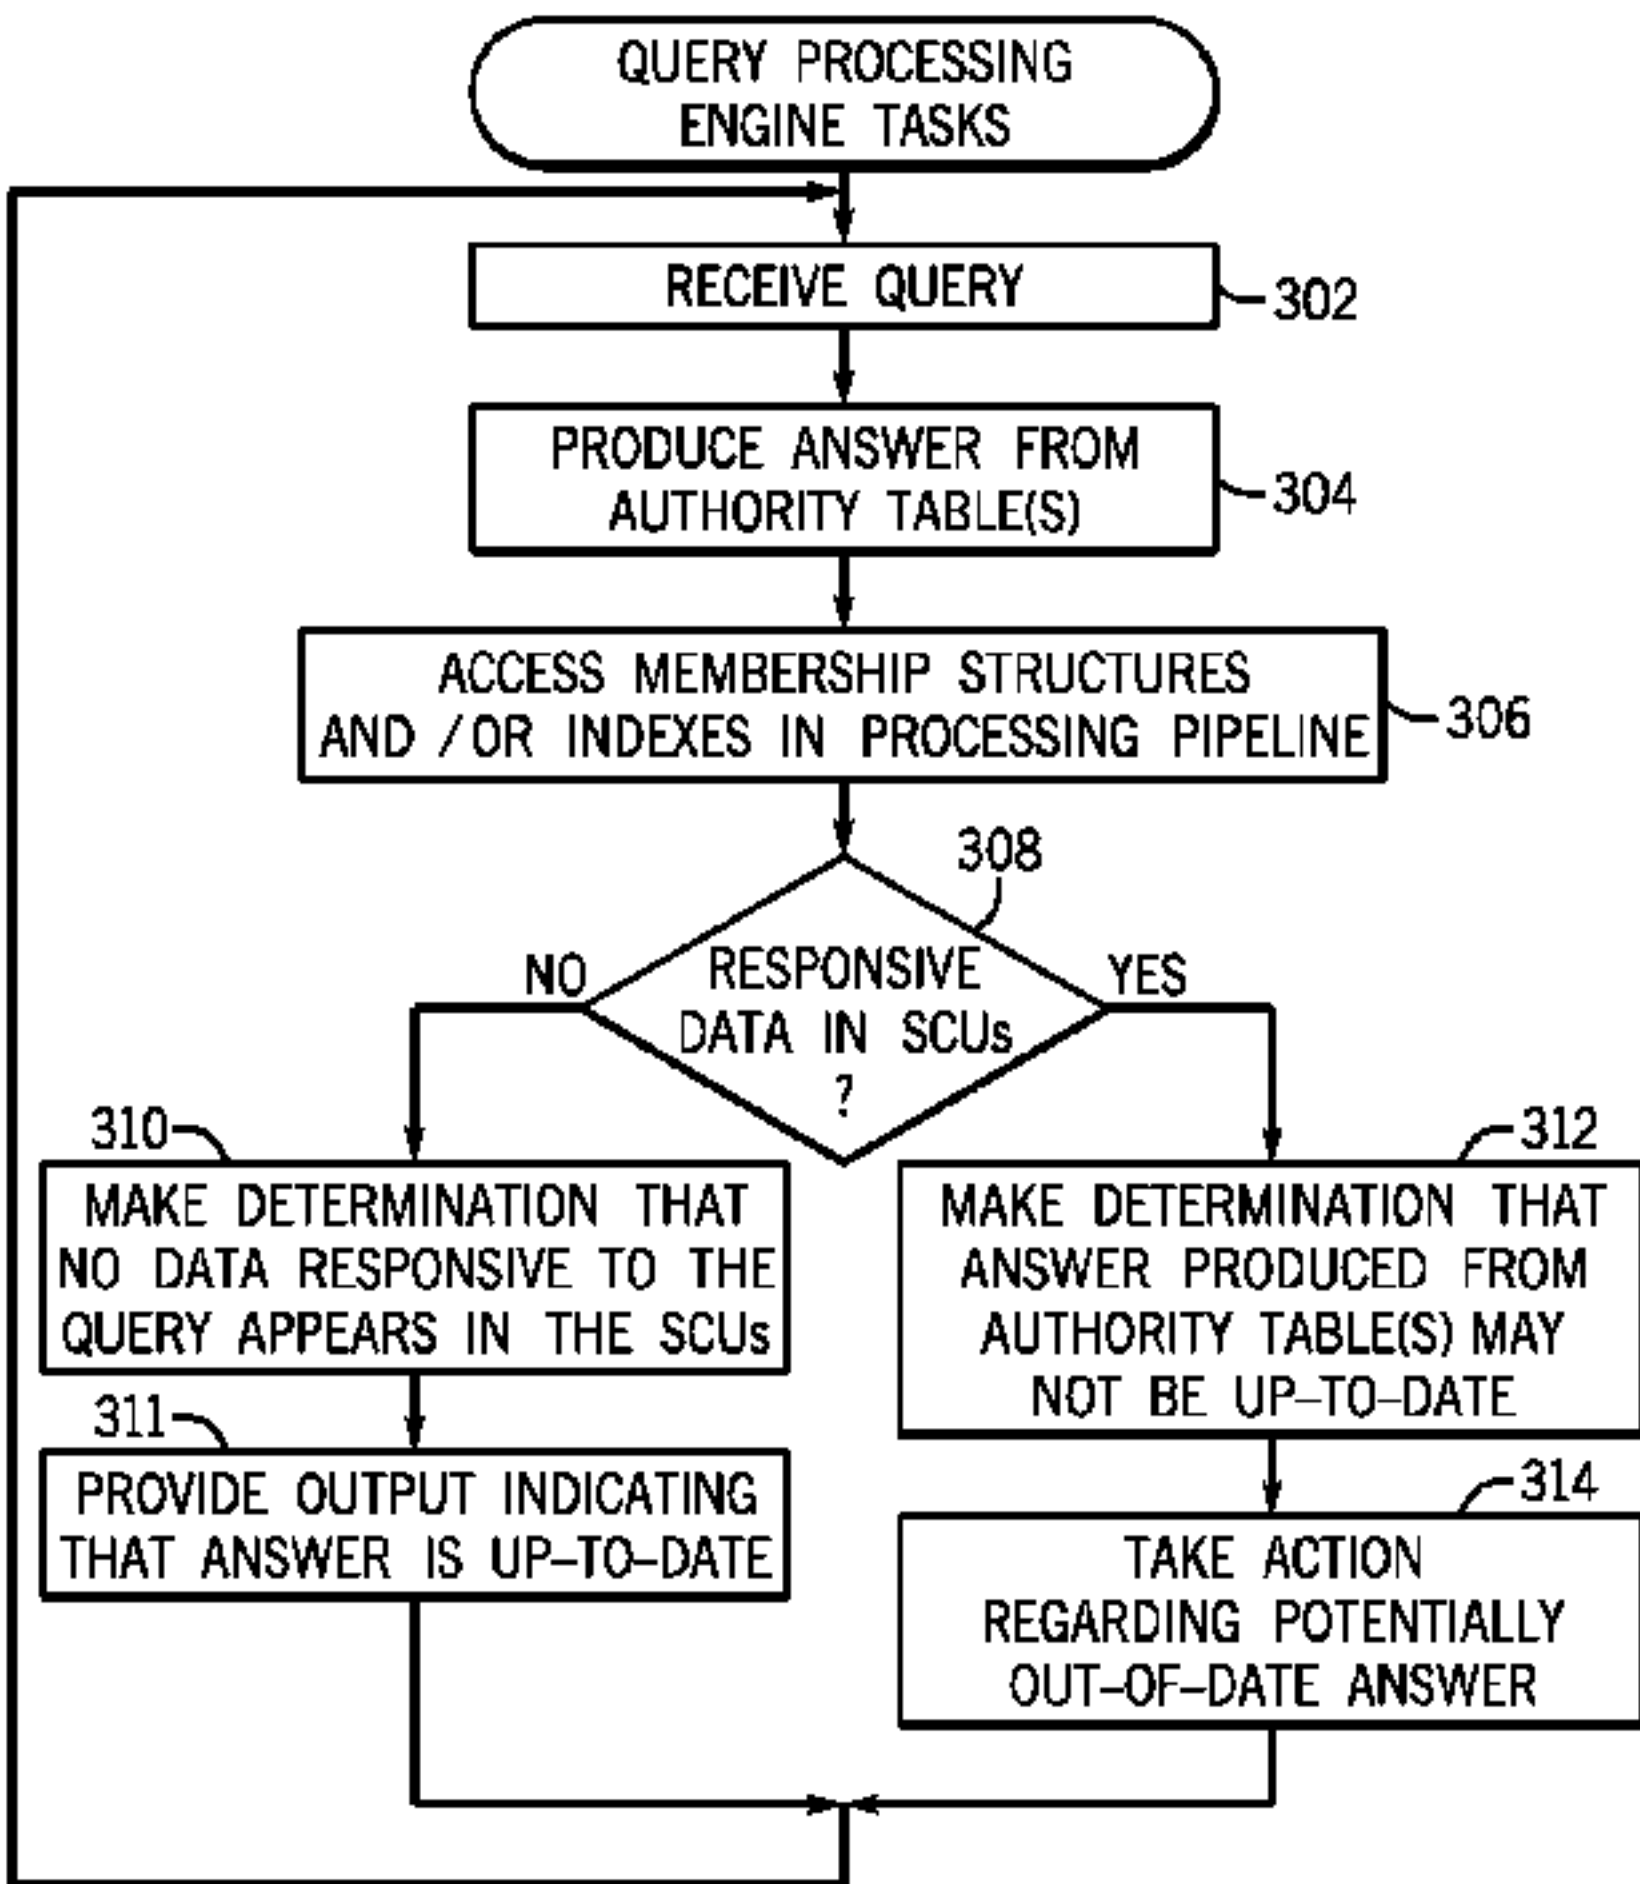 QUERY PROCESSING
ENGINE TASKS
RECEIVE QUERY
302
PRODUCE ANSWER FROM
AUTHORITY TABLE(S)
304
ACCESS MEMBERSHIP STRUCTURES
AND /OR INDEXES IN PROCESSING PIPELINE
306
308
RESPONSIVE
DATA IN SCUs
?
NO
YES
310
MAKE DETERMINATION THAT
NO DATA RESPONSIVE TO THE
QUERY APPEARS IN THE SCUs
311
PROVIDE OUTPUT INDICATING
THAT ANSWER IS UP-TO-DATE
312
MAKE DETERMINATION THAT
ANSWER PRODUCED FROM
AUTHORITY TABLE(S) MAY
NOT BE UP-TO-DATE
314
TAKE ACTION
REGARDING POTENTIALLY
OUT-OF-DATE ANSWER